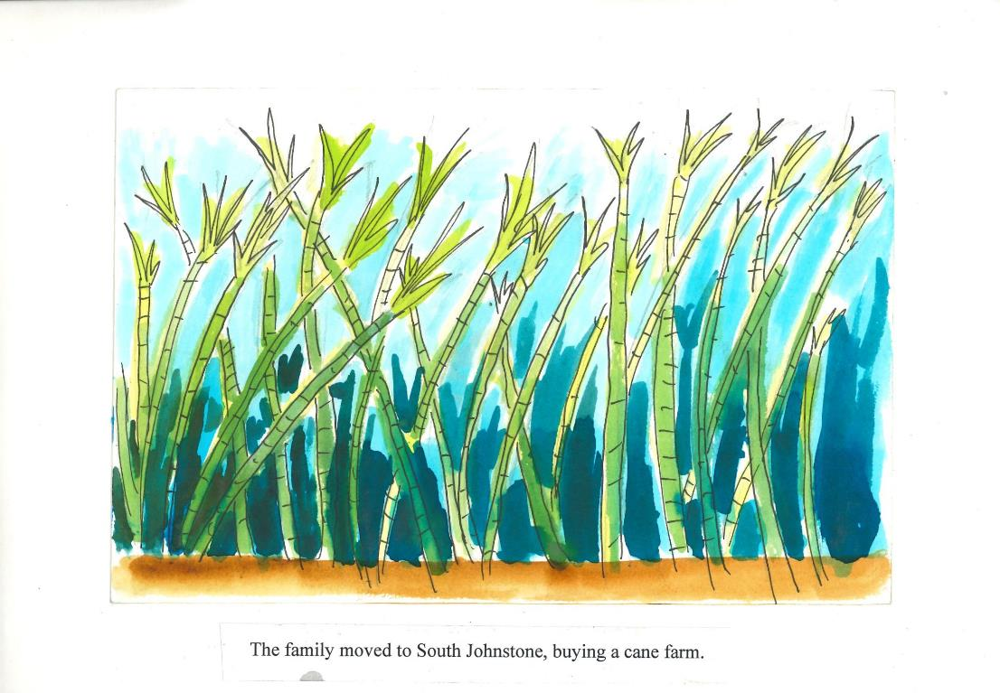 The family moved to South Johnstone, buying a cane farm.